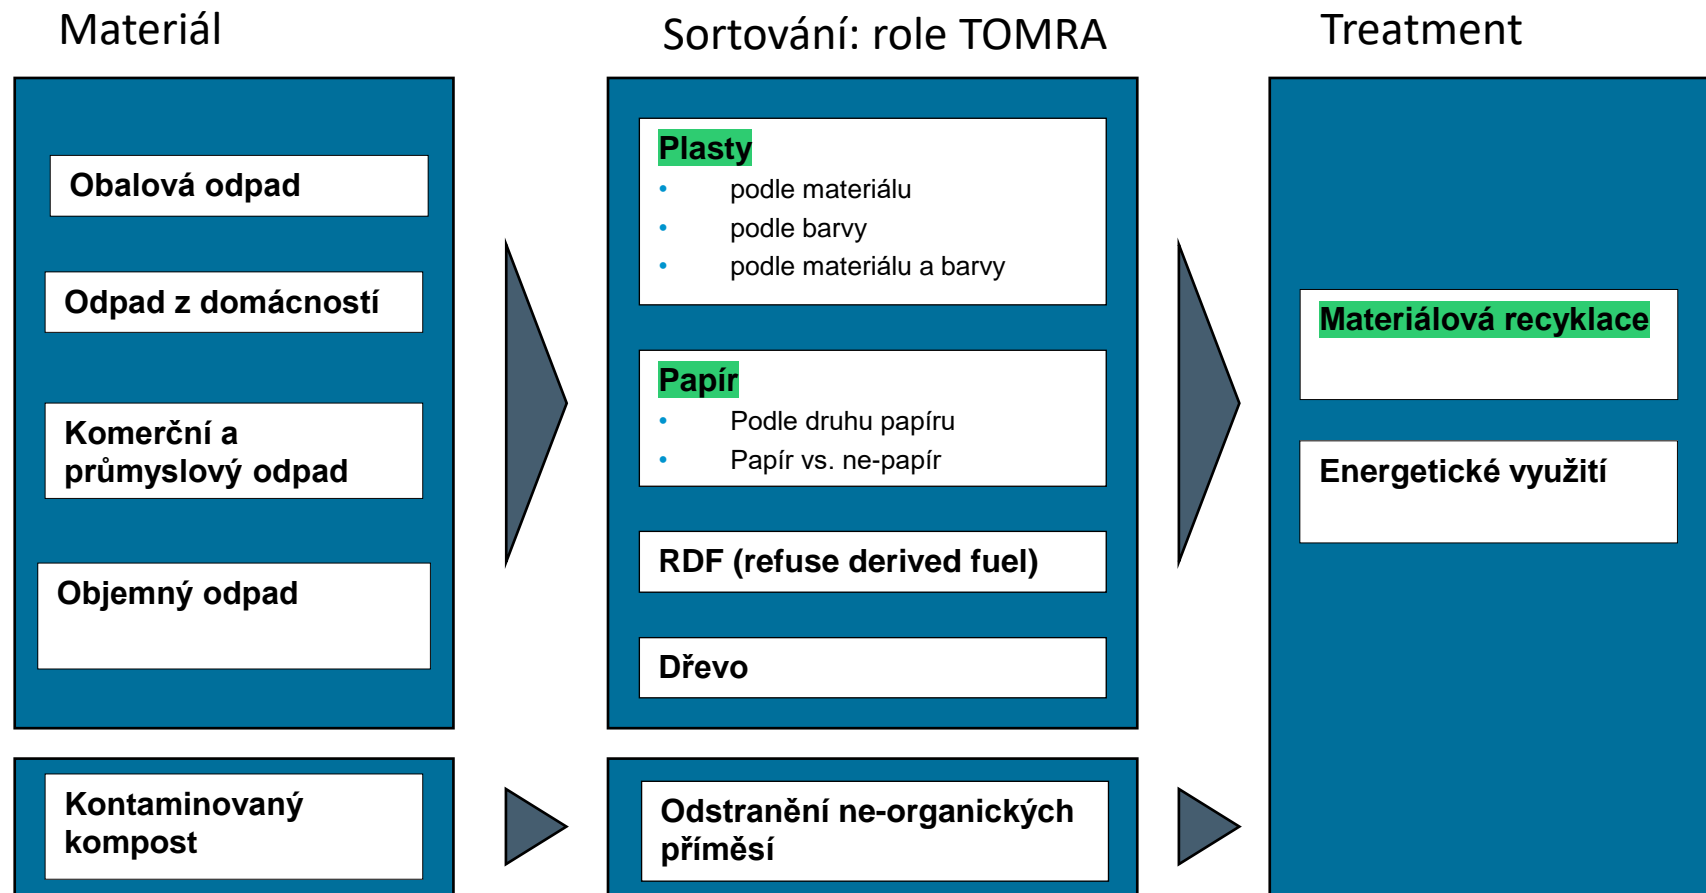 Materiál
Obalová odpad
Odpad z domácností
Komerční a
průmyslový odpad
Objemný odpad
Kontaminovaný
kompost
Sortování: role TOMRA
Plasty
• podle materiálu
• podle barvy
• podle materiálu a barvy
Papír
• Podle druhu papíru
• Papír vs. ne-papír
RDF (refuse derived fuel)
Dřevo
Odstranění ne-organických
příměsí
Treatment
Materiálová recyklace
Energetické využití